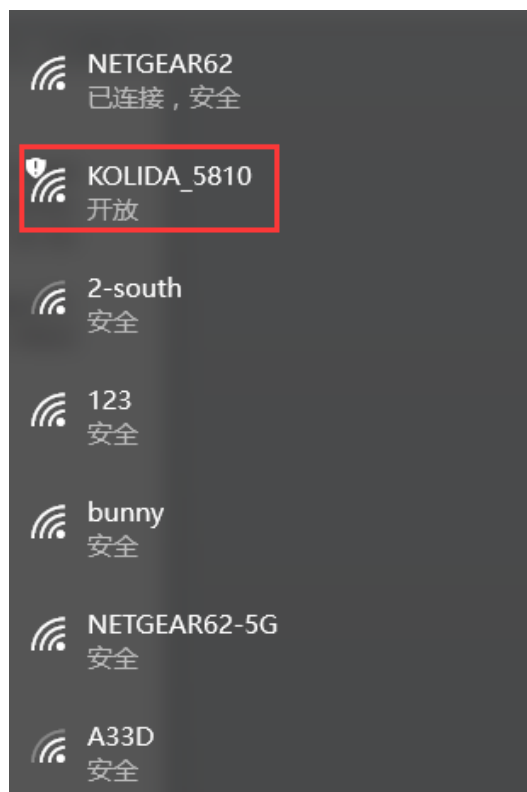 NETGEAR62
已连接，安全
KOLIDA_5810
开放
2-south
安全
123
安全
bunny
安全
NETGEAR62-5G
安全
A33D
安全